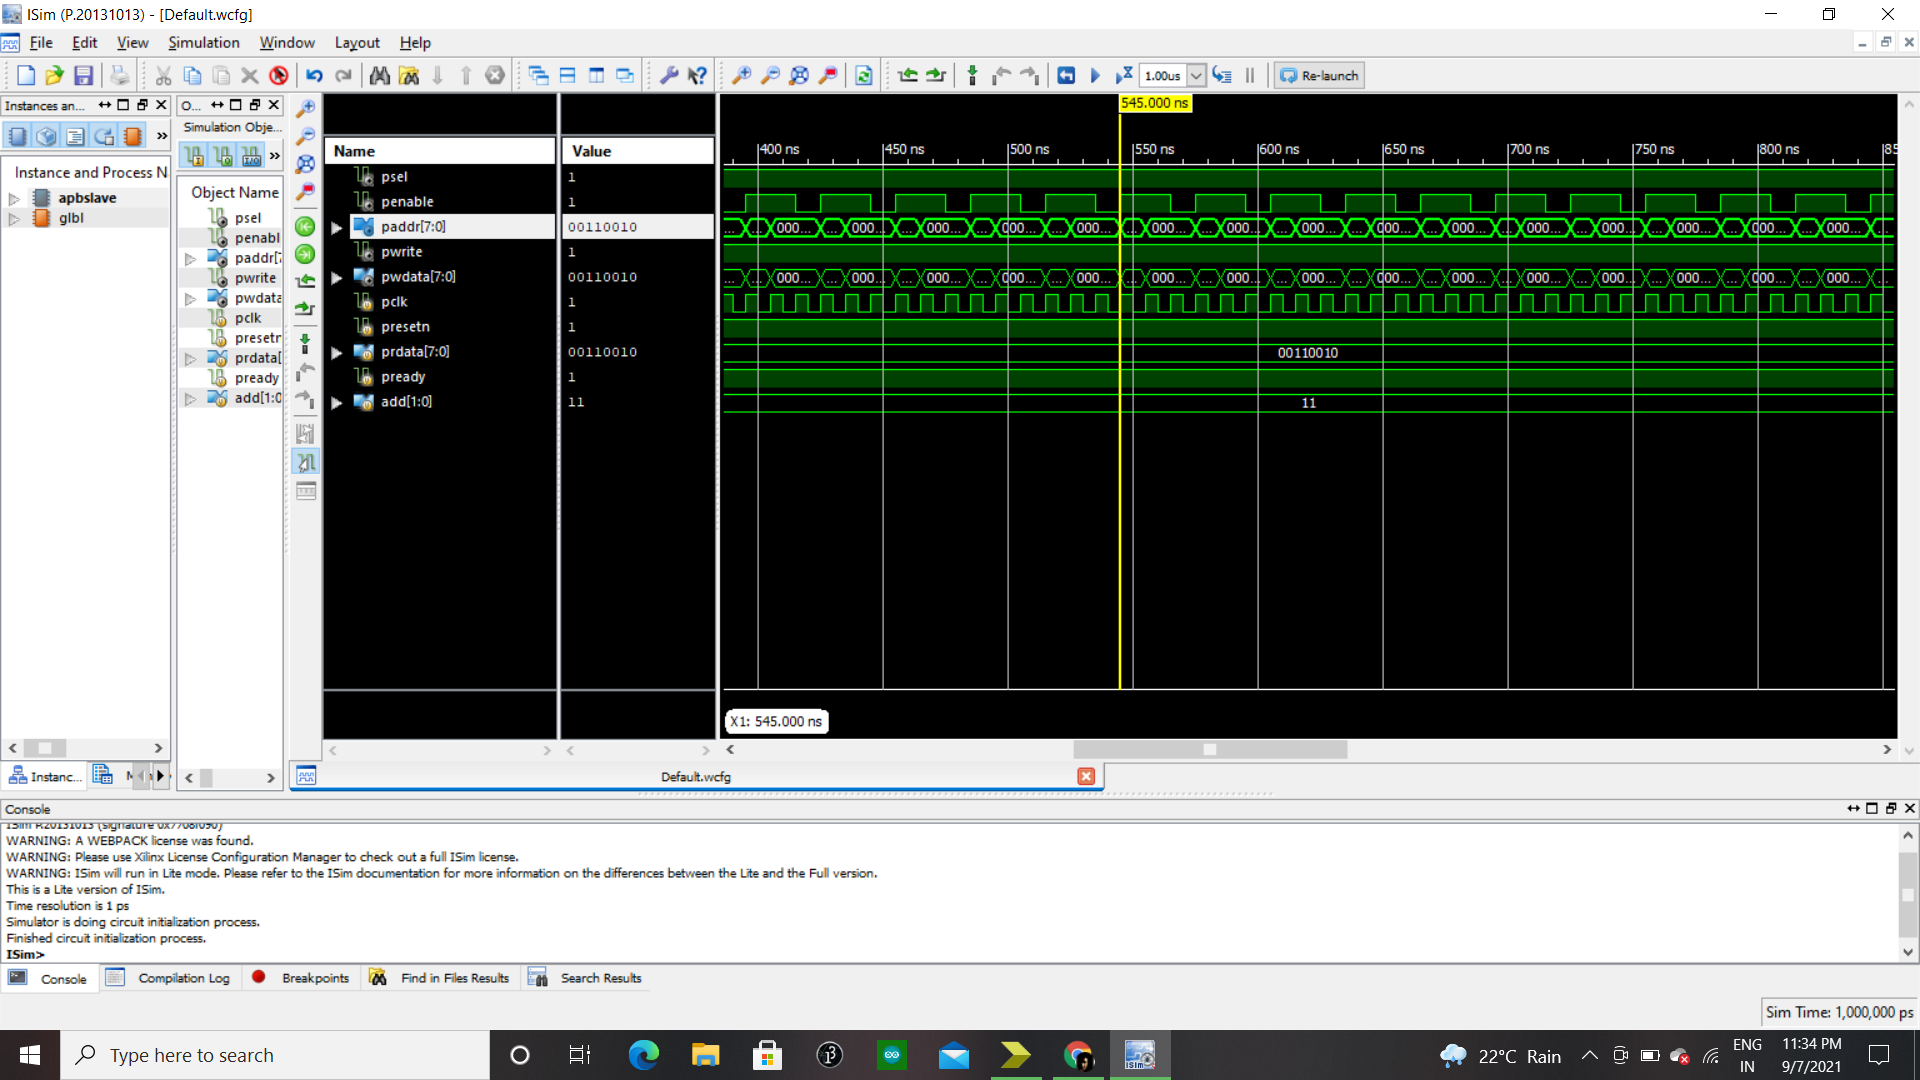 ISim (P.20131013) - [Default.wcfg]
File Edit View Simulation Window Layout Help
1.00us
Re-launch
Instances an...
O...
Simulation Obje...
Instance and Process N
apbslave
glbl
Object Name
psel
penabl
paddr[7
pwrite
pwdata
pclk
presetn
prdata[
pready
add[1:0
Name Value
psel 1
penable 1
paddr[7:0] 00110010
pwrite 1
pwdata[7:0] 00110010
pclk 1
presetn 1
prdata[7:0] 00110010
pready 1
add[1:0] 11
545.000 ns
400 ns 450 ns 500 ns 550 ns 600 ns 650 ns 700 ns 750 ns 800 ns 85
... ... 000... ... 000... ... 000... ... 000... ... 000... ... 000... ... 000... ... 000... ... 000... ... 000... ... 000... ... 000... ... 000... ... 000... ... 000... ...
... ... 000... ... 000... ... 000... ... 000... ... 000... ... 000... ... 000... ... 000... ... 000... ... 000... ... 000... ... 000... ... 000... ... 000... ... 000... ...
00110010
11
X1: 545.000 ns
Instanc...
Default.wcfg
Console
ISim P.20131013 (signature 0x7708f090)
WARNING: A WEBPACK license was found.
WARNING: Please use Xilinx License Configuration Manager to check out a full ISim license.
WARNING: ISim will run in Lite mode. Please refer to the ISim documentation for more information on the differences between the Lite and the Full version.
This is a Lite version of ISim.
Time resolution is 1 ps
Simulator is doing circuit initialization process.
Finished circuit initialization process.
ISim>
Console Compilation Log Breakpoints Find in Files Results Search Results
Sim Time: 1,000,000 ps
Type here to search
22°C Rain
ENG
IN
11:34 PM
9/7/2021